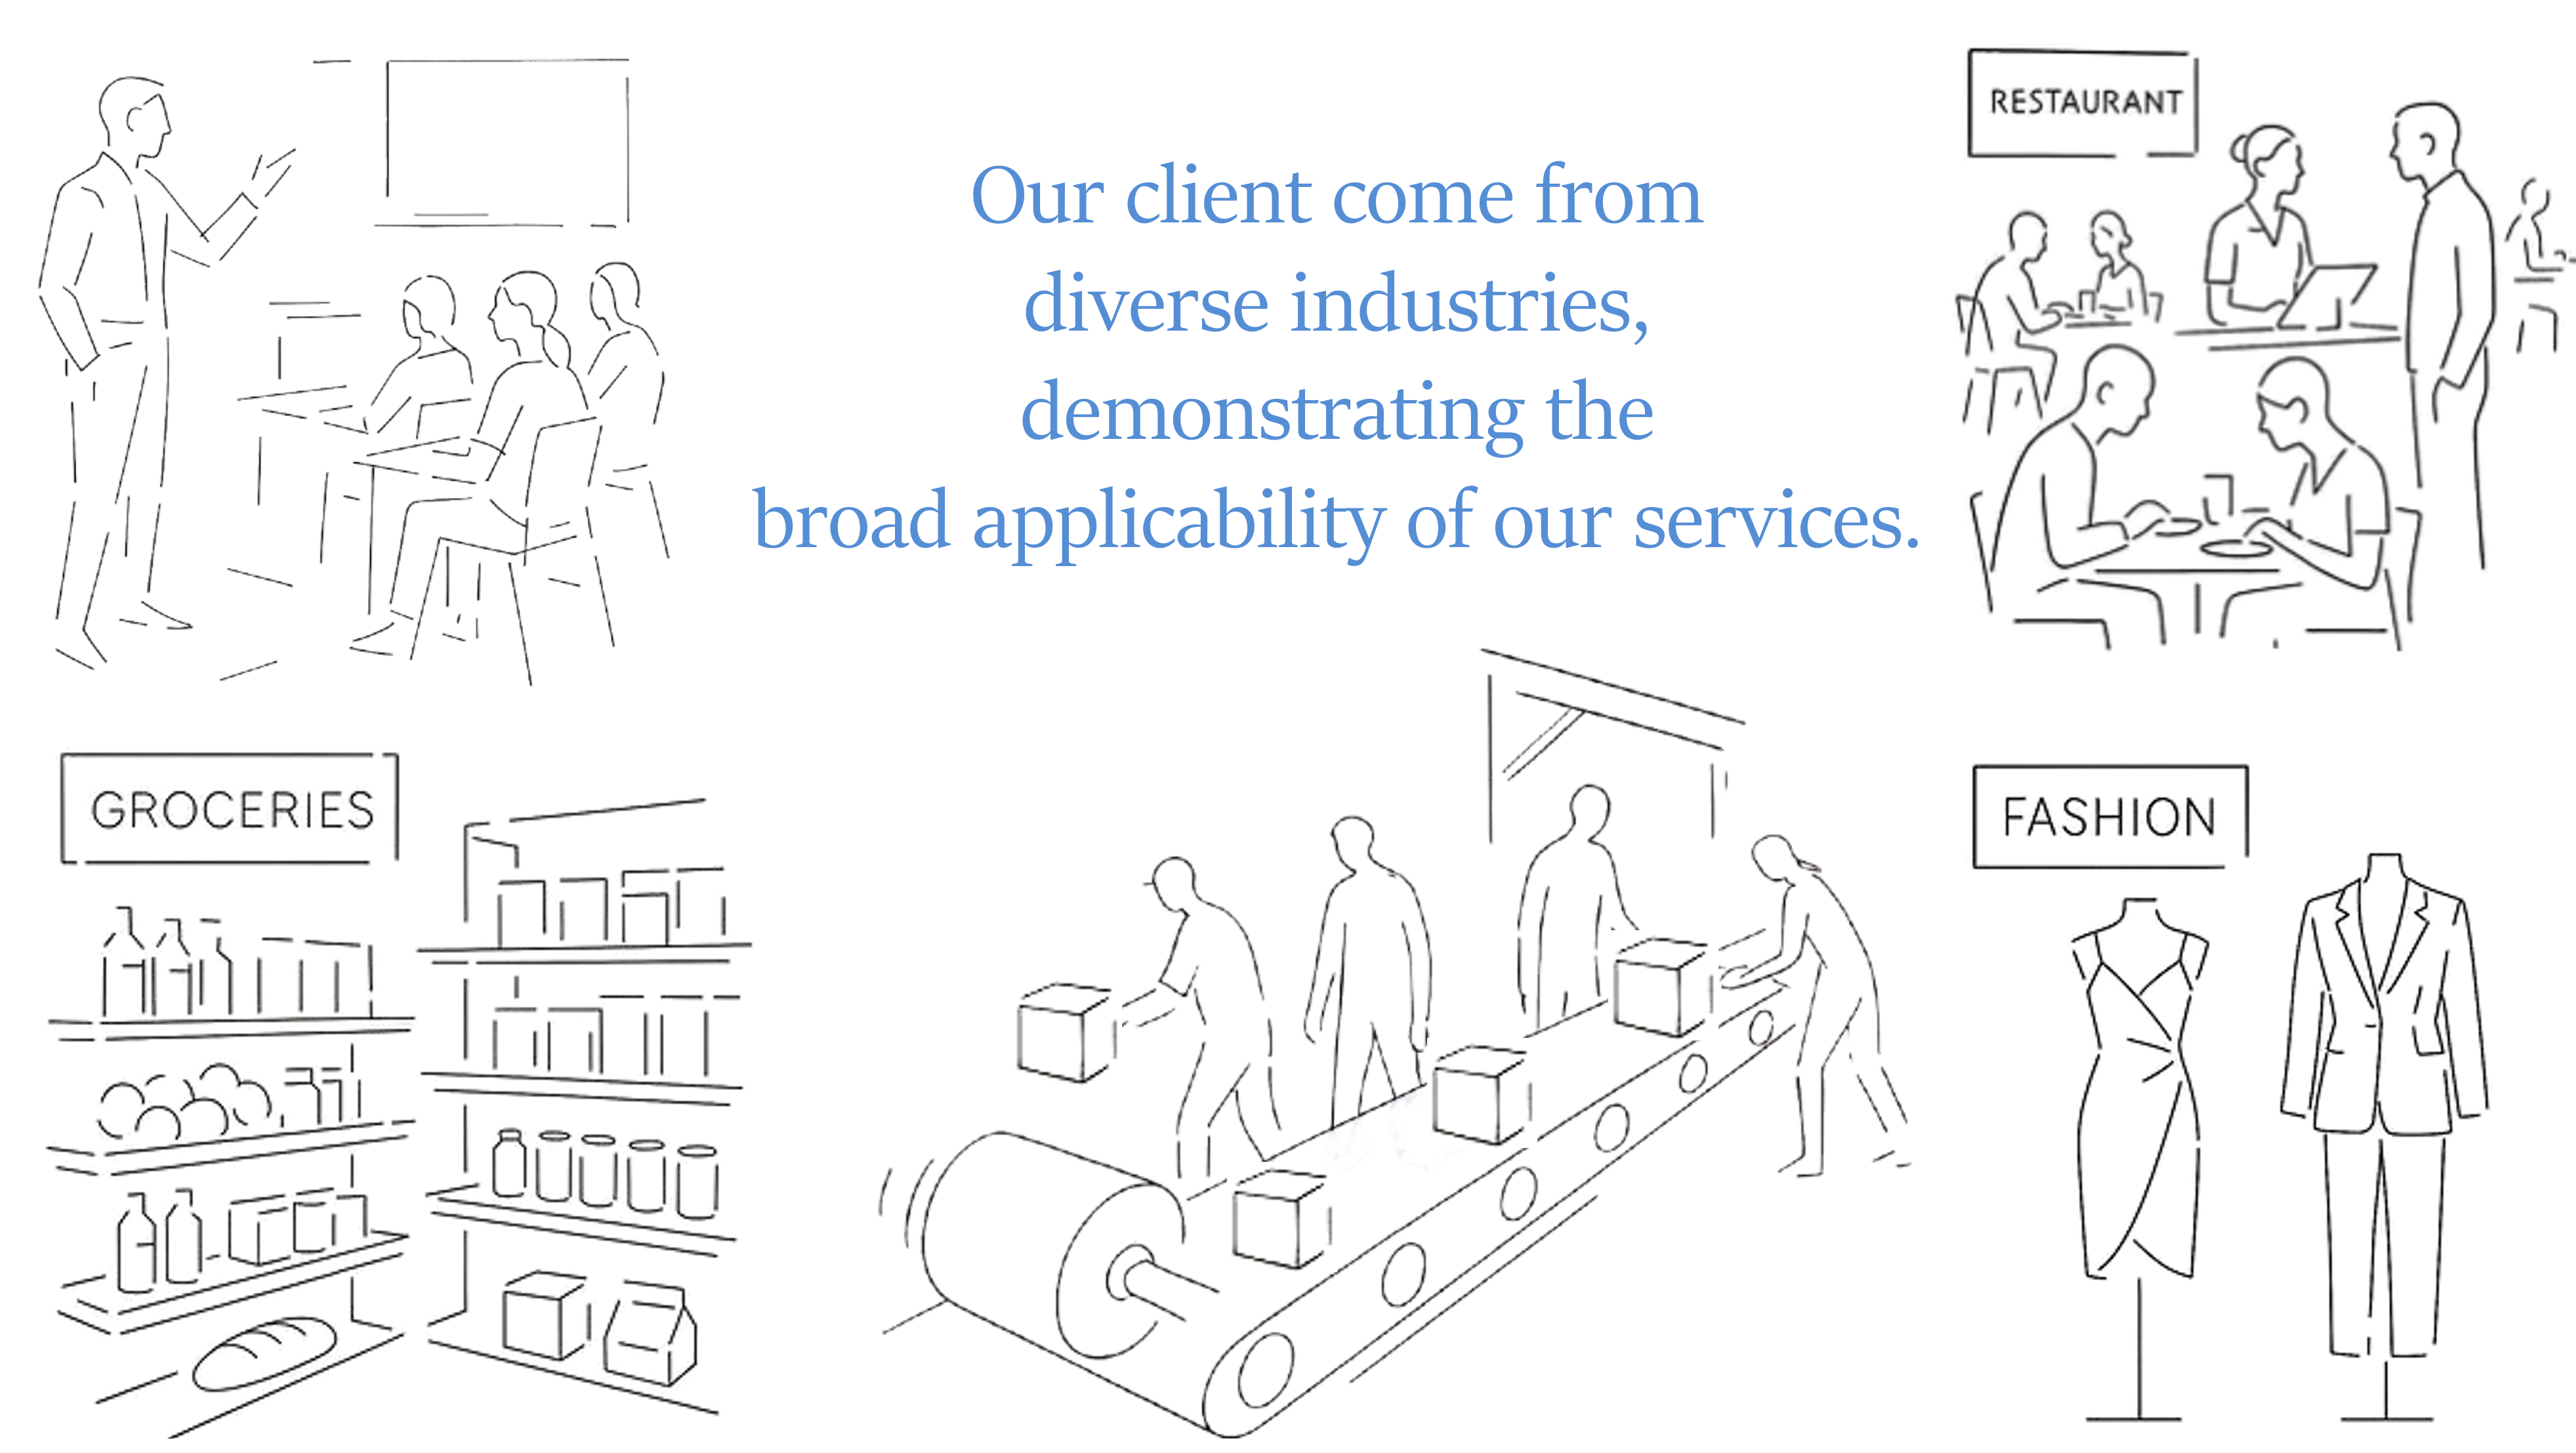 Our client come from
diverse industries,
demonstrating the
broad applicability of our services.
RESTAURANT
GROCERIES
FASHION